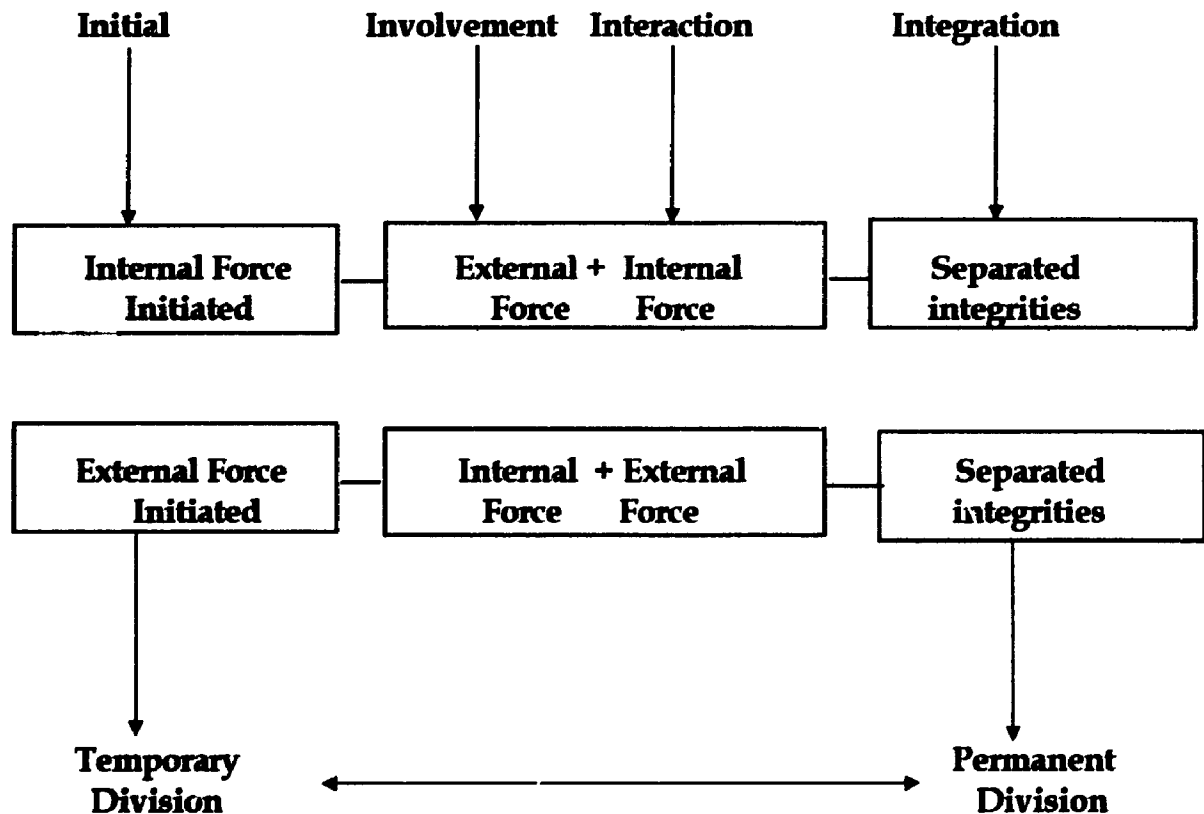 Initial Involvement Interaction Integration
Internal Force
Initiated
External + Internal
Force Force
Separated
integrities
External Force
Initiated
Internal + External
Force Force
Separated
integrities
Temporary
Division
Permanent
Division